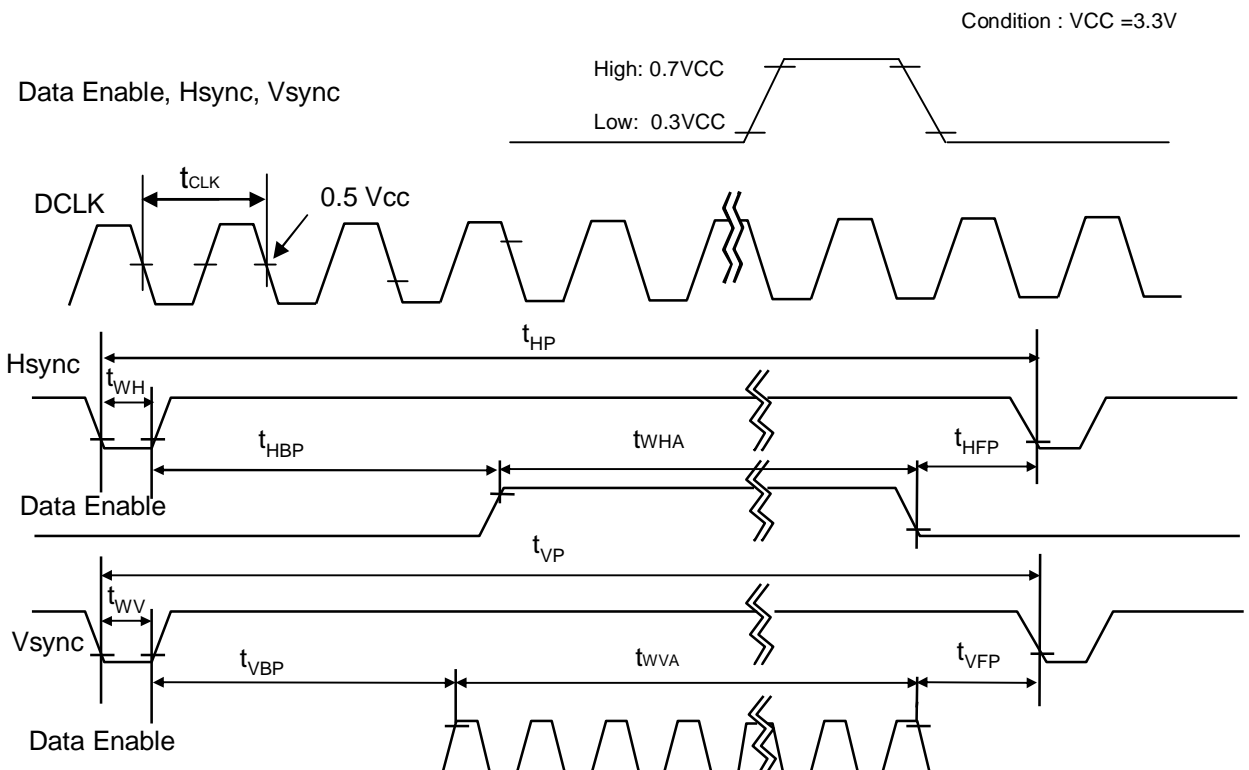 Condition : VCC =3.3V
High: 0.7VCC
Data Enable, Hsync, Vsync
Low: 0.3VCC
tCLK
DCLK
0.5 Vcc
tHP
Hsync
tWH
tHBP
tWHA
tHFP
Data Enable
tVP
tWV
Vsync
tVBP
tWVA
tVFP
Data Enable